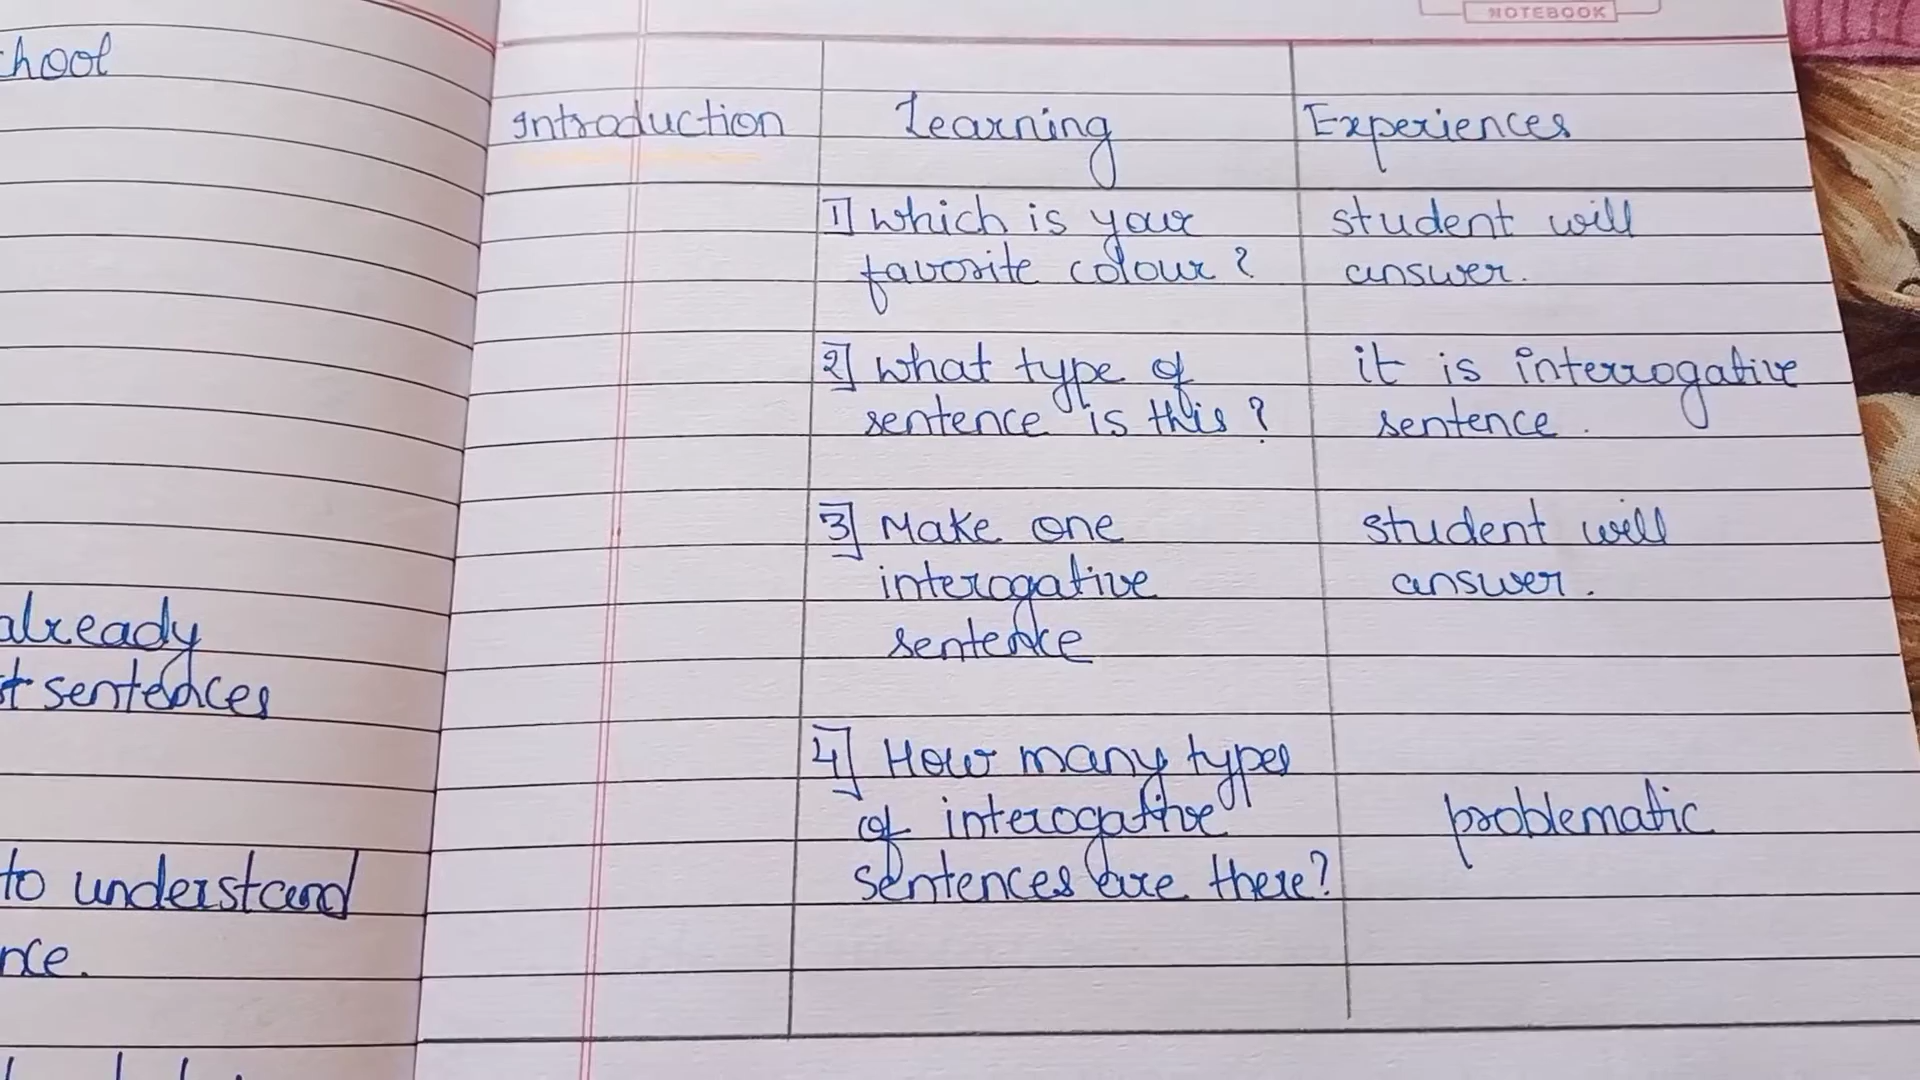 chool
already
t sentences
to understand
nce.
NOTEBOOK
Introduction
Learning
Experiences
1] which is your
favorite colour?
student will
answer.
2] what type of
sentence is this?
it is interrogative
sentence.
3] Make one
interogative
sentence
student will
answer.
4] How many types
of interogative
sentences are there?
problematic